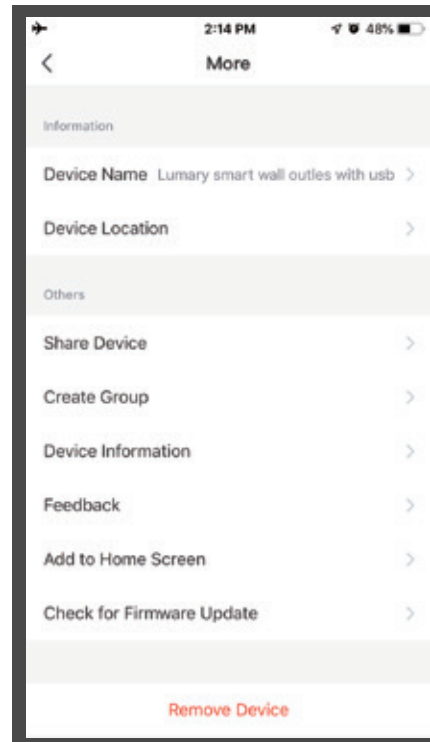 2:14 PM 48%
More
Information
Device Name Lumary smart wall outles with usb
Device Location
Others
Share Device
Create Group
Device Information
Feedback
Add to Home Screen
Check for Firmware Update
Remove Device